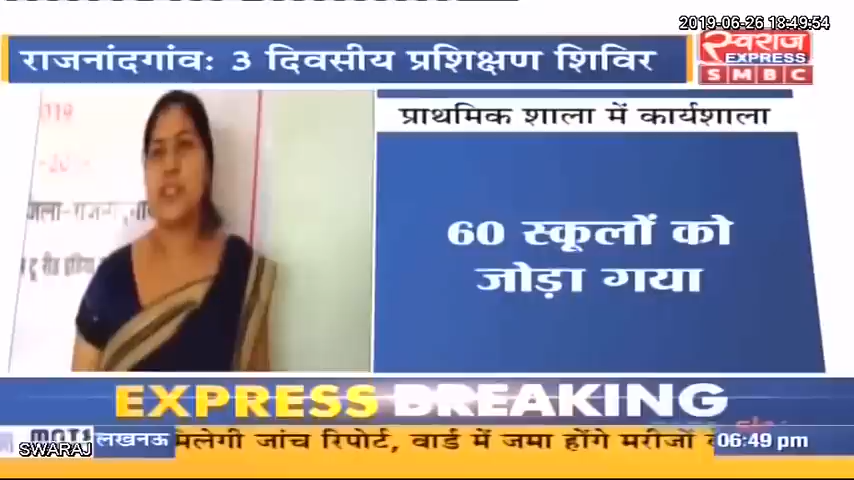 2019-06-26 18:49:54
राजनांदगांव: 3 दिवसीय प्रशिक्षण शिविर
स्वराज
EXPRESS
SMBC
प्राथमिक शाला में कार्यशाला
60 स्कूलों को
जोड़ा गया
EXPRESS BREAKING
SWARAJ
लखनऊ
मिलेगी जांच रिपोर्ट, वार्ड में जमा होंगे मरीजों
06:49 pm